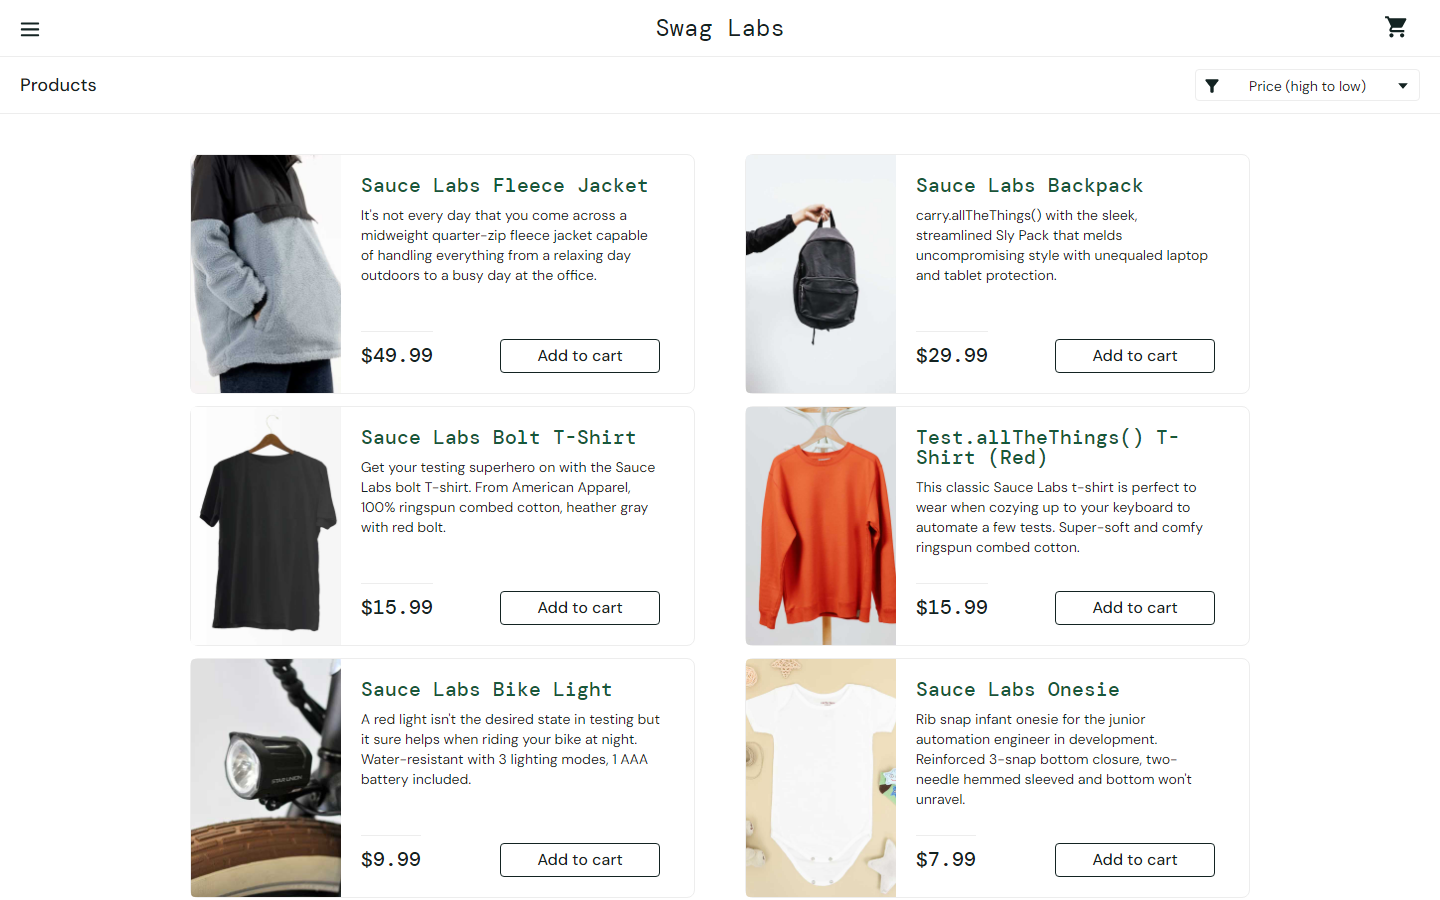 Swag Labs
Products
Price (high to low)
Sauce Labs Fleece Jacket
It's not every day that you come across a
midweight quarter-zip fleece jacket capable
of handling everything from a relaxing day
outdoors to a busy day at the office.
$49.99
Add to cart
Sauce Labs Backpack
carry.allTheThings() with the sleek,
streamlined Sly Pack that melds
uncompromising style with unequaled laptop
and tablet protection.
$29.99
Add to cart
Sauce Labs Bolt T-Shirt
Get your testing superhero on with the Sauce
Labs bolt T-shirt. From American Apparel,
100% ringspun combed cotton, heather gray
with red bolt.
$15.99
Add to cart
Test.allTheThings() T-
Shirt (Red)
This classic Sauce Labs t-shirt is perfect to
wear when cozying up to your keyboard to
automate a few tests. Super-soft and comfy
ringspun combed cotton.
$15.99
Add to cart
Sauce Labs Bike Light
A red light isn't the desired state in testing but
it sure helps when riding your bike at night.
Water-resistant with 3 lighting modes, 1 AAA
battery included.
$9.99
Add to cart
Sauce Labs Onesie
Rib snap infant onesie for the junior
automation engineer in development.
Reinforced 3-snap bottom closure, two-
needle hemmed sleeved and bottom won't
unravel.
$7.99
Add to cart